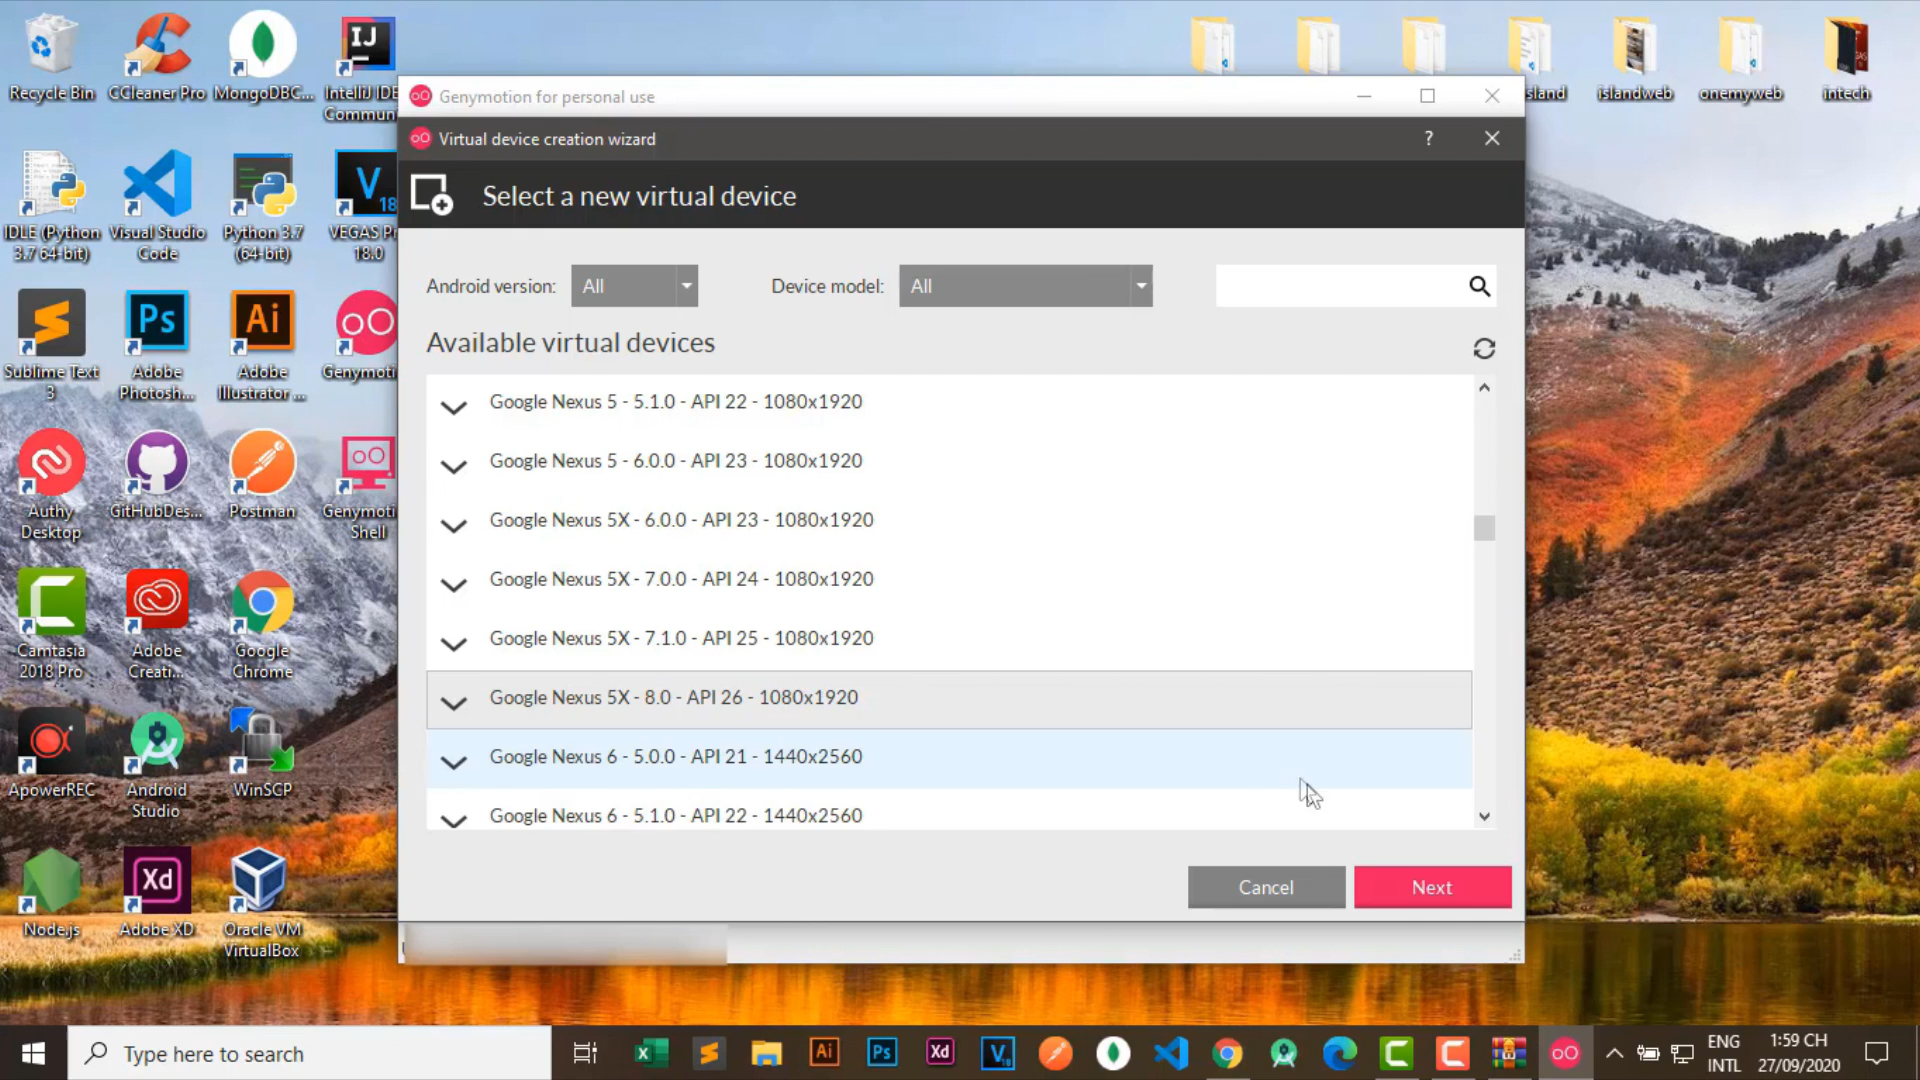 Recycle Bin
CCleaner Pro
MongoDBC...
IntelliJ IDE
Commun
IDLE (Python
3.7 64-bit)
Visual Studio
Code
Python 3.7
(64-bit)
VEGAS P
18.0
Sublime Text
3
Adobe
Photosh...
Adobe
Illustrator ...
Genymoti
Authy
Desktop
GitHubDes...
Postman
Genymot
Shell
Camtasia
2018 Pro
Adobe
Creati...
Google
Chrome
ApowerREC
Android
Studio
WinSCP
Node.js
Adobe XD
Oracle VM
VirtualBox
sland
islandweb
onemyweb
intech
Genymotion for personal use
Virtual device creation wizard
?
Select a new virtual device
Android version:
All
Device model:
All
Available virtual devices
Google Nexus 5 - 5.1.0 - API 22 - 1080x1920
Google Nexus 5 - 6.0.0 - API 23 - 1080x1920
Google Nexus 5X - 6.0.0 - API 23 - 1080x1920
Google Nexus 5X - 7.0.0 - API 24 - 1080x1920
Google Nexus 5X - 7.1.0 - API 25 - 1080x1920
Google Nexus 5X - 8.0 - API 26 - 1080x1920
Google Nexus 6 - 5.0.0 - API 21 - 1440x2560
Google Nexus 6 - 5.1.0 - API 22 - 1440x2560
Cancel
Next
Type here to search
ENG
INTL
1:59 CH
27/09/2020